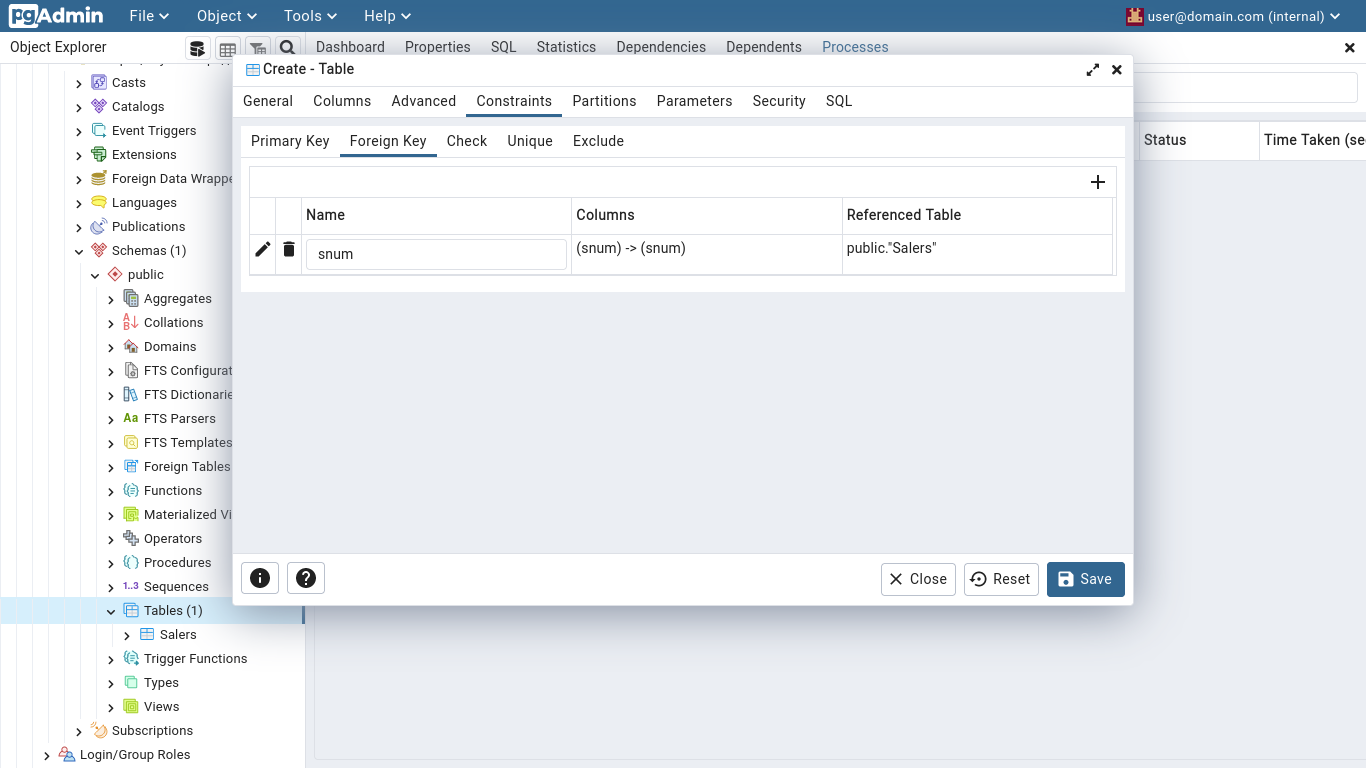 pgAdmin File Object Tools Help user@domain.com (internal)
Object Explorer
Dashboard Properties SQL Statistics Dependencies Dependents Processes
Create - Table
General Columns Advanced Constraints Partitions Parameters Security SQL
Primary Key Foreign Key Check Unique Exclude
Name Columns Referenced Table
snum (snum) -> (snum) public."Salers"
Close Reset Save
Status Time Taken (se
Casts
Catalogs
Event Triggers
Extensions
Foreign Data Wrappe
Languages
Publications
Schemas (1)
public
Aggregates
Collations
Domains
FTS Configurat
FTS Dictionarie
Aa FTS Parsers
FTS Templates
Foreign Tables
Functions
Materialized Vi
Operators
Procedures
1..3 Sequences
Tables (1)
Salers
Trigger Functions
Types
Views
Subscriptions
Login/Group Roles